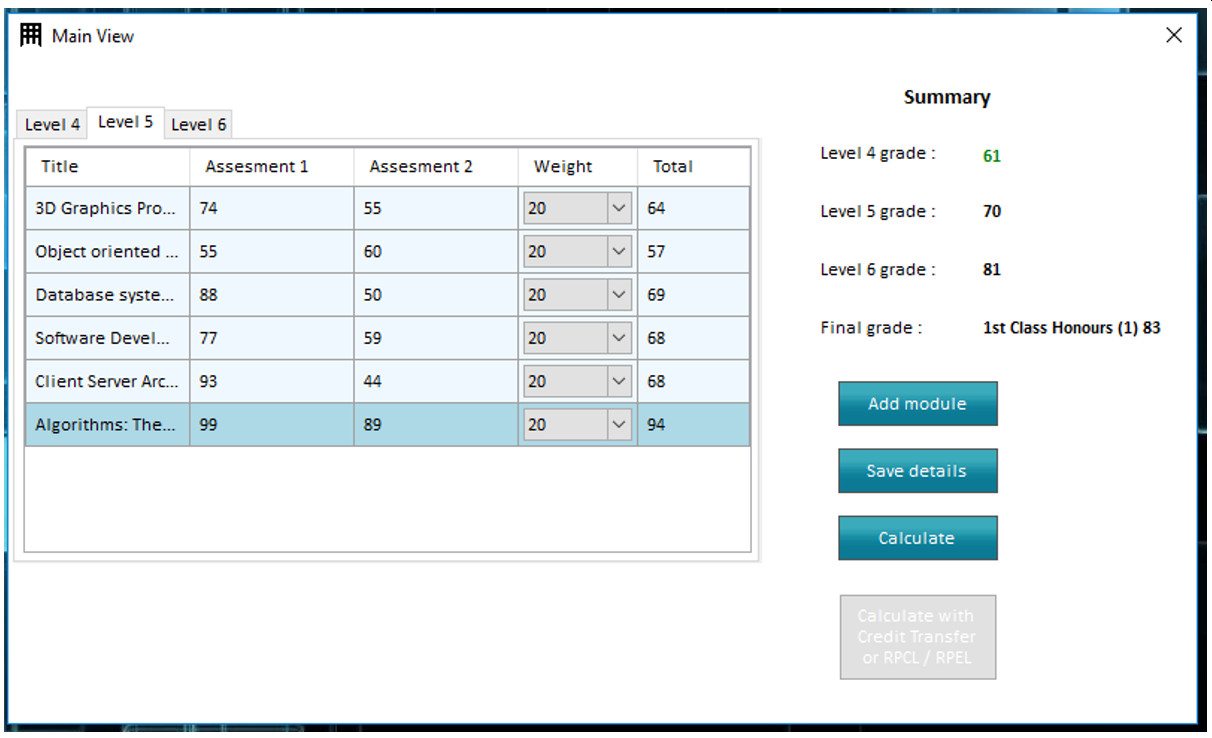 Main View
Summary
Level 4 Level 5 Level 6
Title Assesment 1 Assesment 2 Weight Total
3D Graphics Pro... 74 55 20 64
Object oriented ... 55 60 20 57
Database syste... 88 50 20 69
Software Devel... 77 59 20 68
Client Server Arc... 93 44 20 68
Algorithms: The... 99 89 20 94
Level 4 grade : 61
Level 5 grade : 70
Level 6 grade : 81
Final grade : 1st Class Honours (1) 83
Add module
Save details
Calculate
Calculate with
Credit Transfer
or RPCL / RPEL